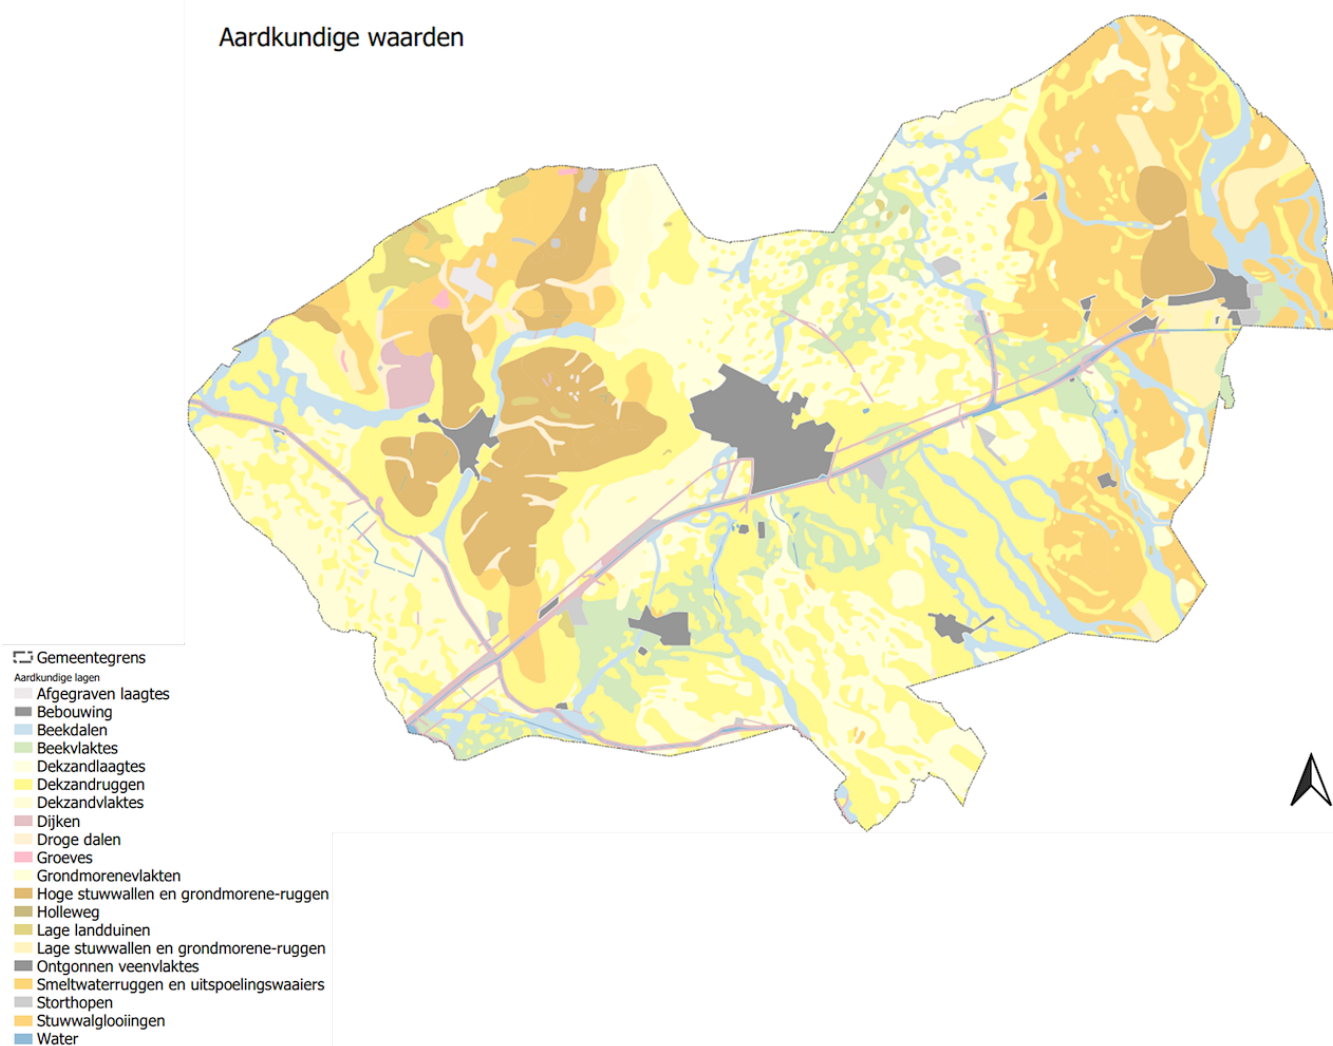 Aardkundige waarden
Gemeentegrens
Aardkundige lagen
Afgegraven laagtes
Bebouwing
Beekdalen
Beekvlaktes
Dekzandlaagtes
Dekzandruggen
Dekzandvlaktes
Dijken
Droge dalen
Groeves
Grondmorenevlakten
Hoge stuwwallen en grondmorene-ruggen
Holleweg
Lage landduinen
Lage stuwwallen en grondmorene-ruggen
Ontgonnen veenvlaktes
Smeltwaterruggen en uitspoelingswaaiers
Storthopen
Stuwwalglooiingen
Water